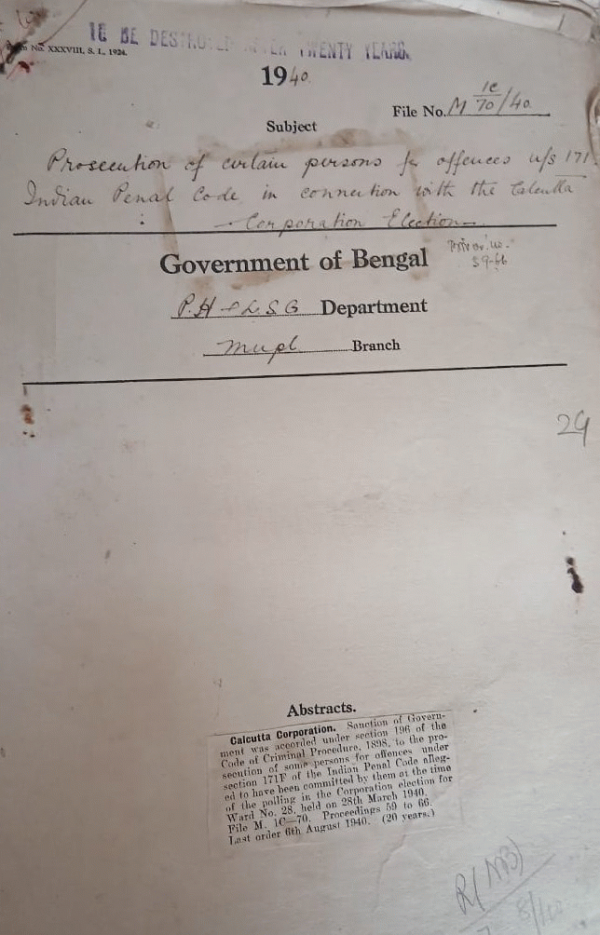 TO BE DESTROYED AFTER TWENTY YEARS.
No. XXXVIII, S. I., 1924.
1940
File No. M 1C/70/40
Subject
Prosecution of certain persons for offences u/s 171.
Indian Penal Code in connection with the Calcutta
Corporation Election
Government of Bengal
59-66
P.H & L.S.G Department
Mupl. Branch
29
Abstracts.
Calcutta Corporation. Sanction of Govern-
ment was accorded under section 196 of the
Code of Criminal Procedure, 1898, to the pro-
secution of some persons for offences under
section 171F of the Indian Penal Code alleg-
ed to have been committed by them at the time
of the polling in the Corporation election for
Ward No. 28, held on 28th March 1940.
File M. 1C—70. Proceedings 59 to 66.
Last order 6th August 1940. (20 years.)